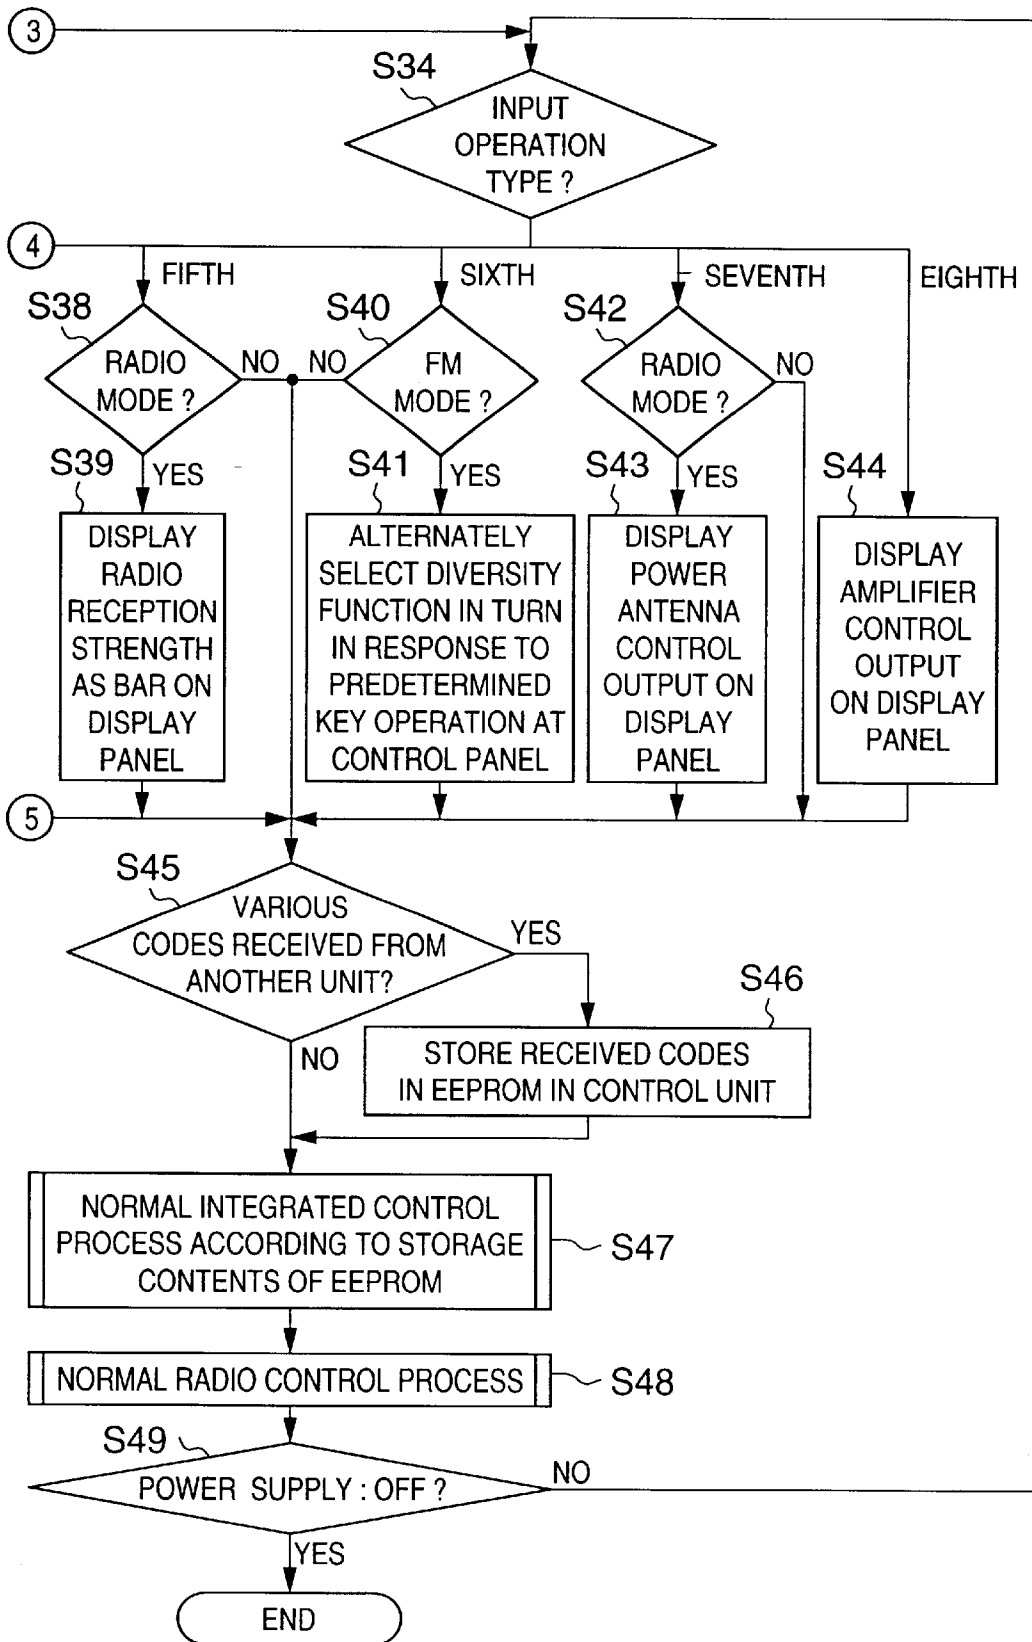 3
S34
INPUT
OPERATION
TYPE ?
4
FIFTH
SIXTH
SEVENTH
EIGHTH
S38
RADIO
MODE ?
NO
S40
NO
FM
MODE ?
S42
RADIO
MODE ?
NO
S39
YES
S41
YES
S43
YES
S44
DISPLAY
RADIO
RECEPTION
STRENGTH
AS BAR ON
DISPLAY
PANEL
ALTERNATELY
SELECT DIVERSITY
FUNCTION IN TURN
IN RESPONSE TO
PREDETERMINED
KEY OPERATION AT
CONTROL PANEL
DISPLAY
POWER
ANTENNA
CONTROL
OUTPUT ON
DISPLAY
PANEL
DISPLAY
AMPLIFIER
CONTROL
OUTPUT
ON DISPLAY
PANEL
5
S45
VARIOUS
CODES RECEIVED FROM
ANOTHER UNIT?
YES
NO
S46
STORE RECEIVED CODES
IN EEPROM IN CONTROL UNIT
NORMAL INTEGRATED CONTROL
PROCESS ACCORDING TO STORAGE
CONTENTS OF EEPROM
S47
NORMAL RADIO CONTROL PROCESS
S48
S49
POWER SUPPLY : OFF ?
NO
YES
END